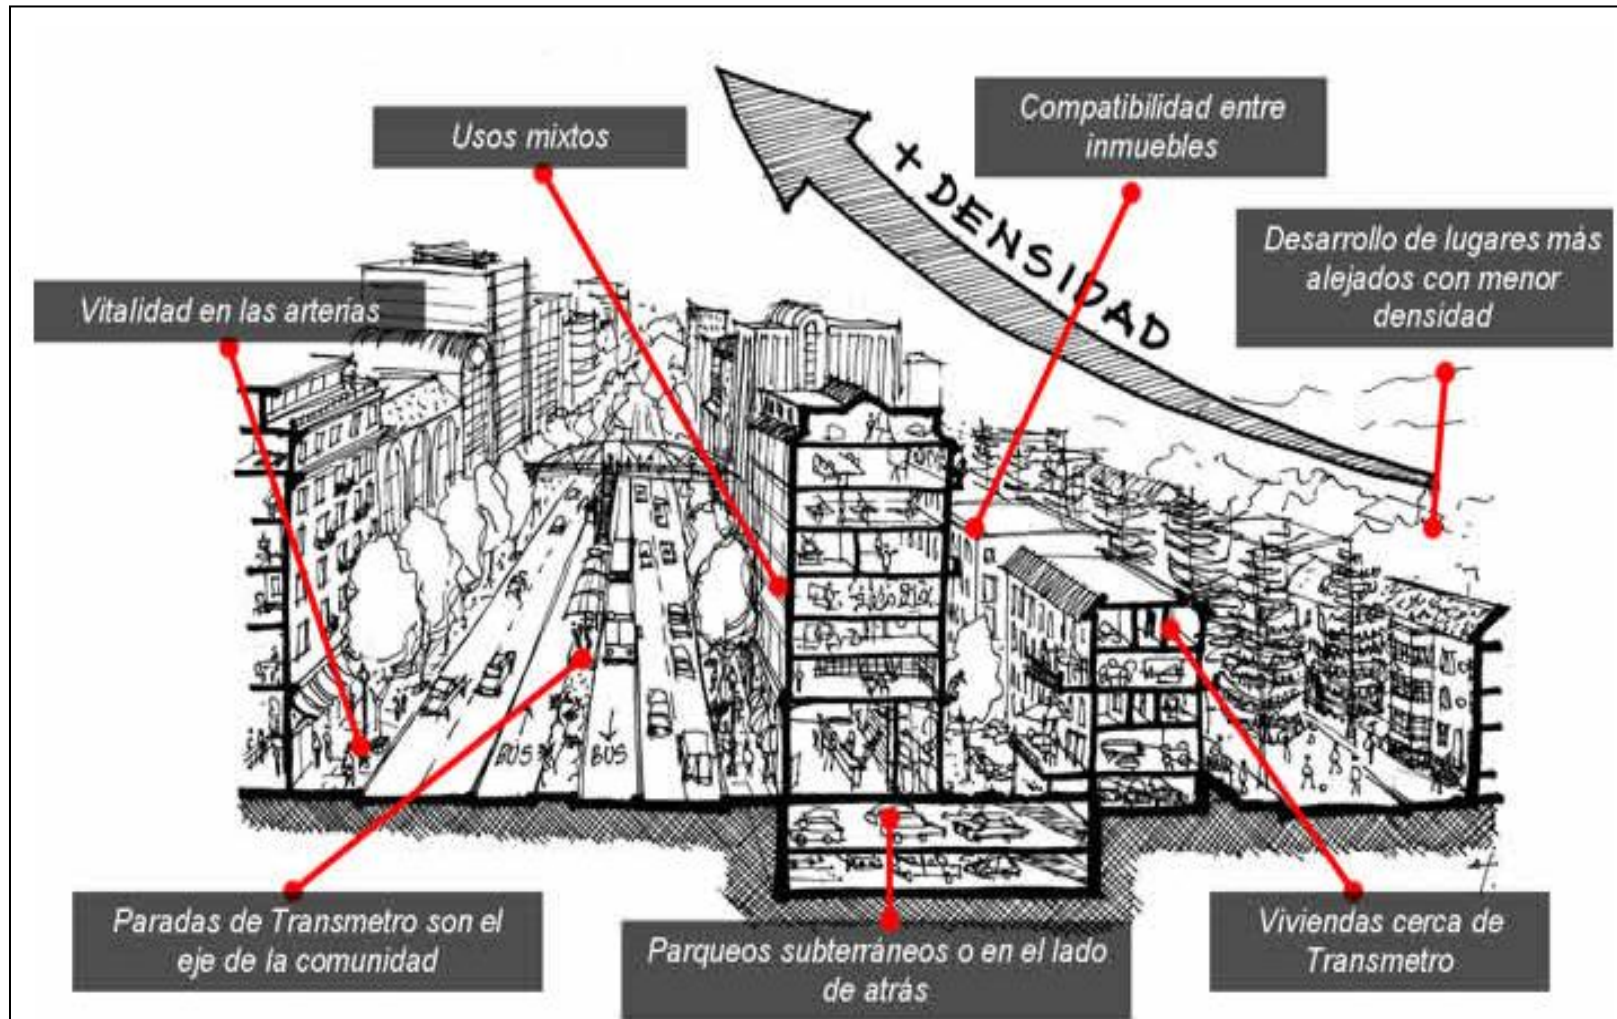 Usos mixtos
Compatibilidad entre
inmuebles
+ DENSIDAD
Desarrollo de lugares más
alejados con menor
densidad
Vitalidad en las arterias
BUS
BUS
Paradas de Transmetro son el
eje de la comunidad
Parqueos subterráneos o en el lado
de atrás
Viviendas cerca de
Transmetro